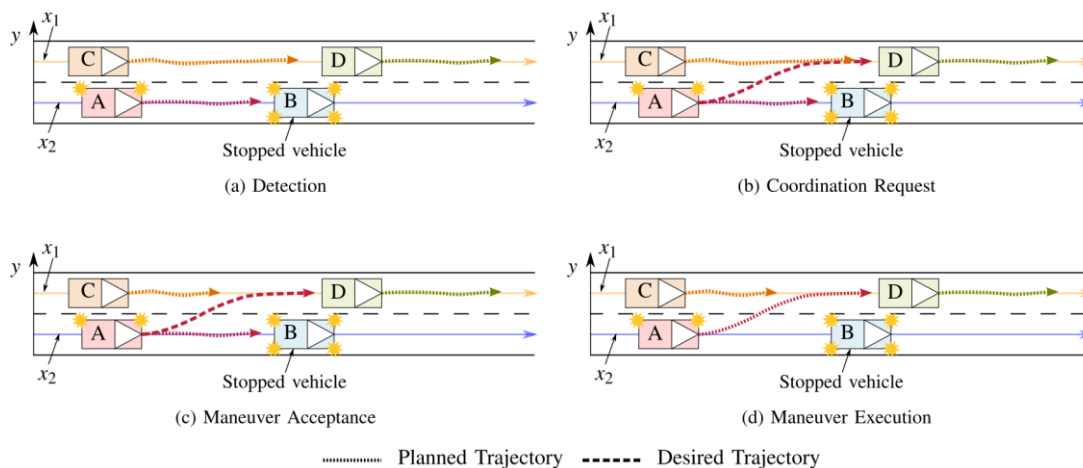 y
x1
C
D
A
B
x2
Stopped vehicle
(a) Detection
y
x1
C
D
A
B
x2
Stopped vehicle
(b) Coordination Request
y
x1
C
D
A
B
x2
Stopped vehicle
(c) Maneuver Acceptance
y
x1
C
D
A
B
x2
Stopped vehicle
(d) Maneuver Execution
Planned Trajectory Desired Trajectory